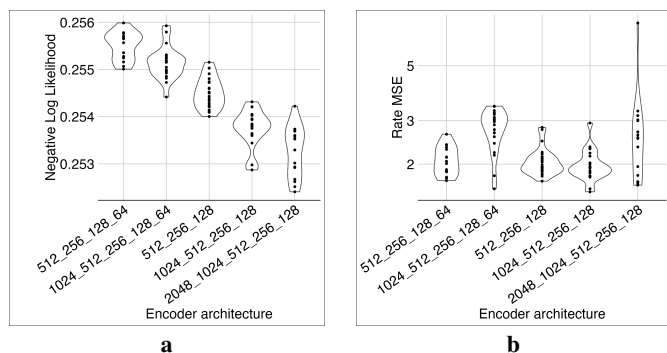 Negative Log Likelihood
0.256
0.255
0.254
0.253
512_256_128_64
1024_512_256_128_64
512_256_128
1024_512_256_128
2048_1024_512_256_128
Encoder architecture
a
Rate MSE
5
3
2
512_256_128_64
1024_512_256_128_64
512_256_128
1024_512_256_128
2048_1024_512_256_128
Encoder architecture
b